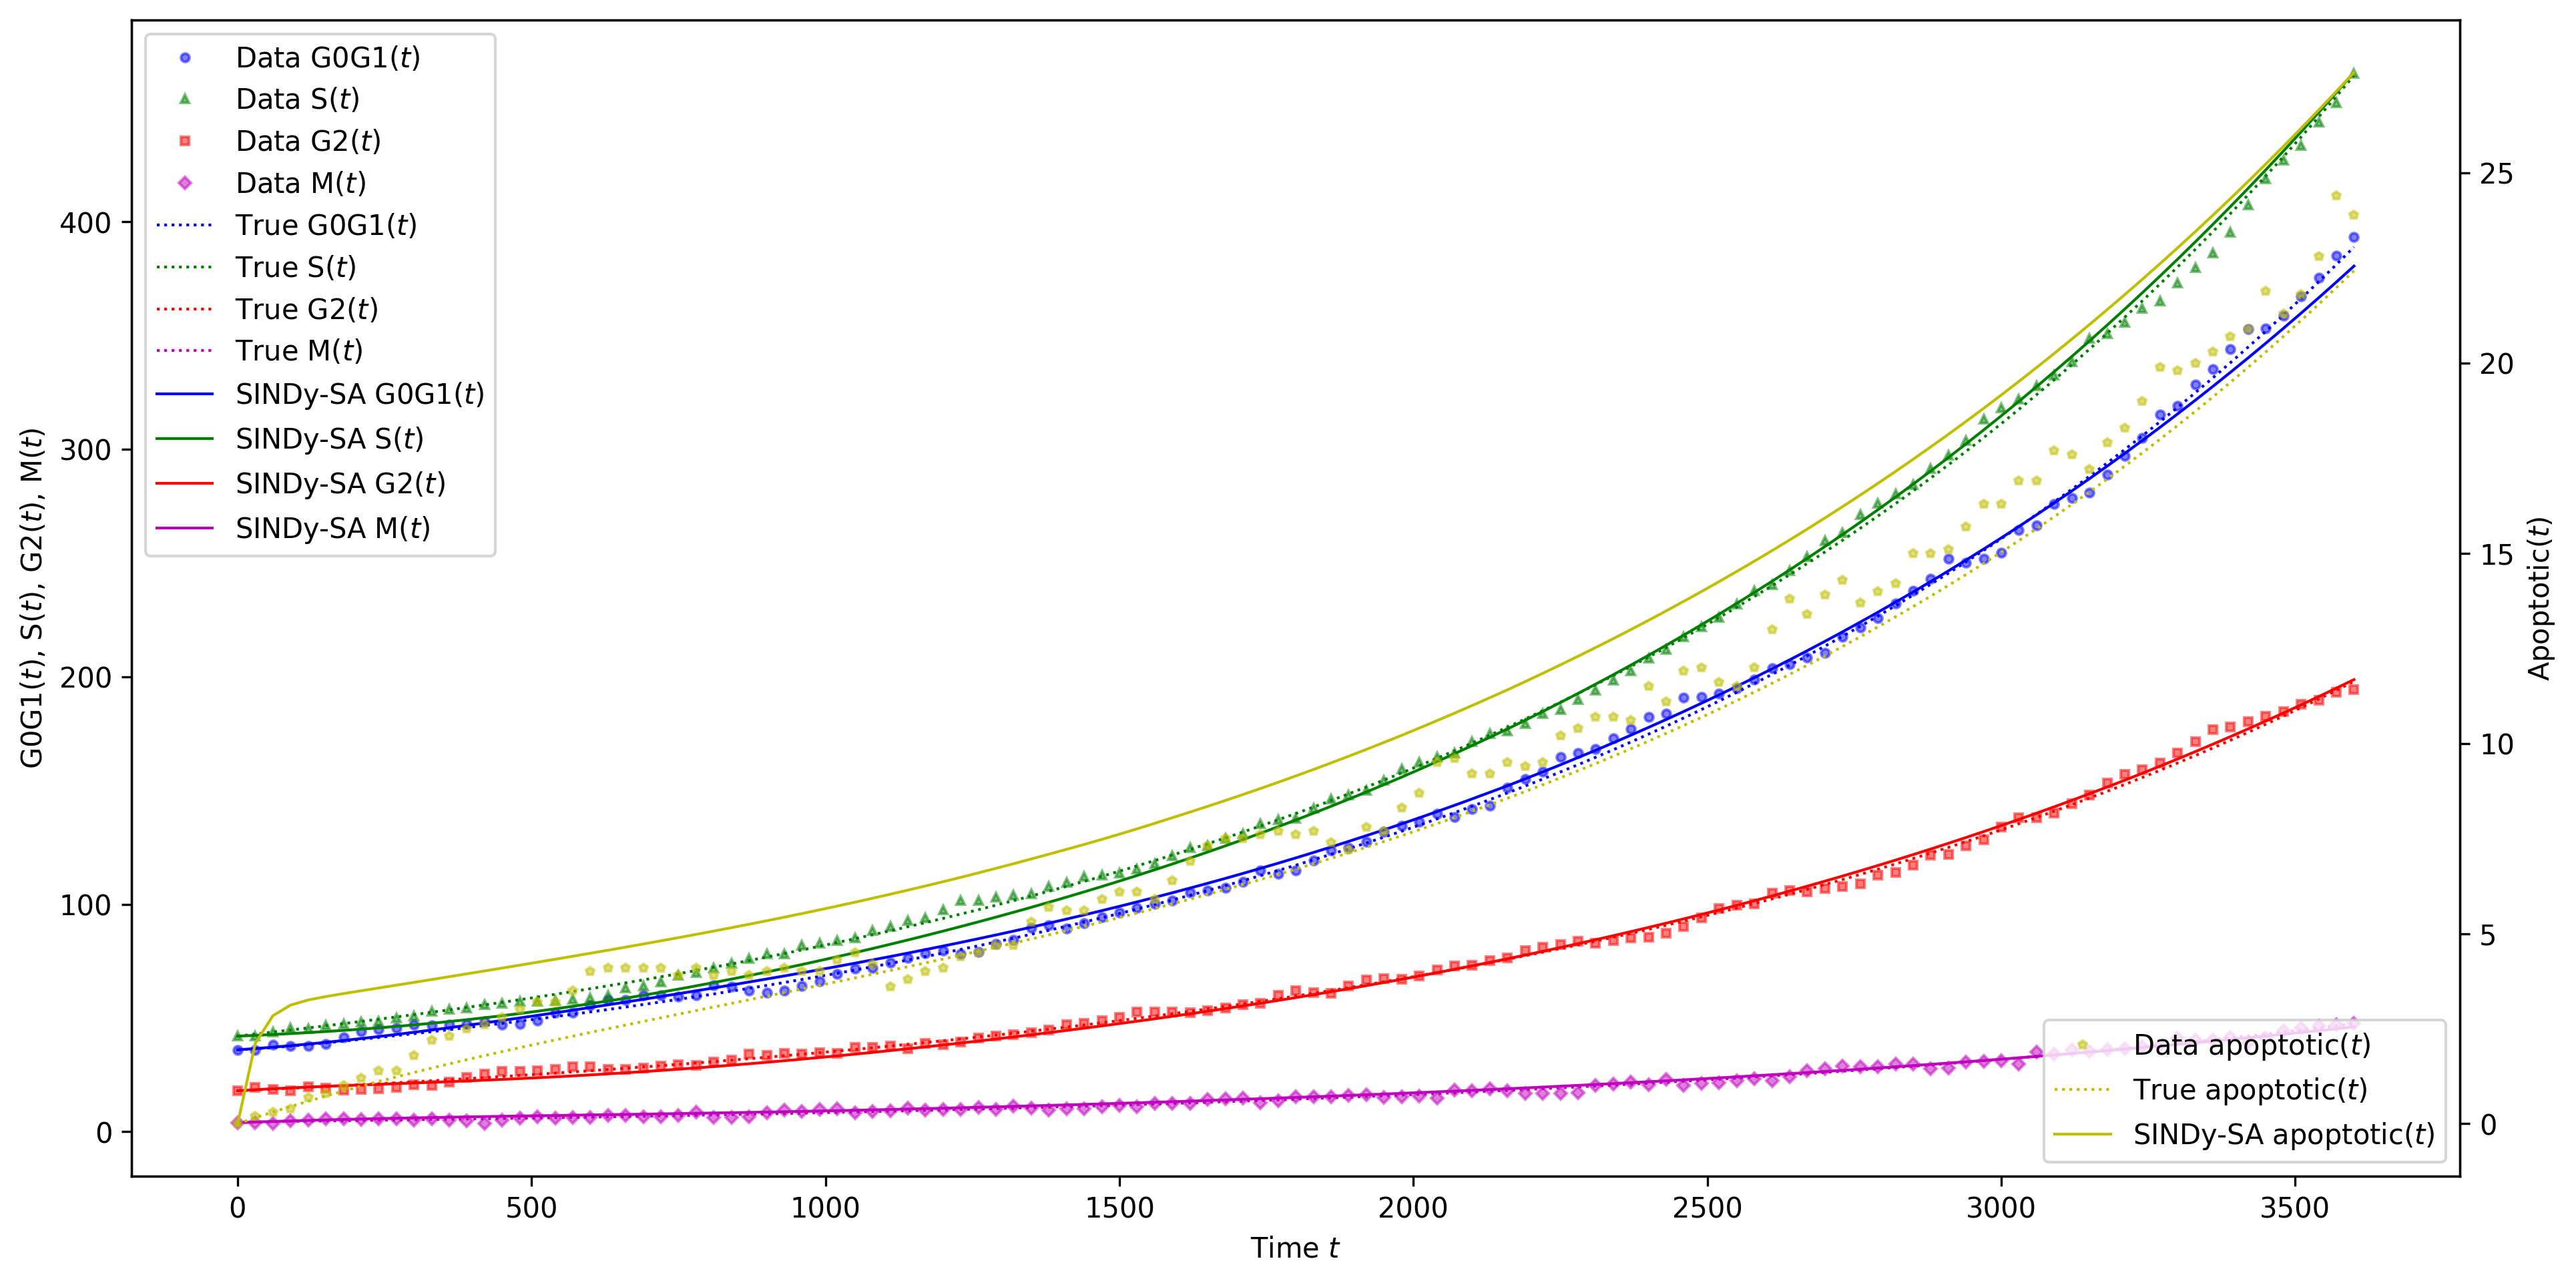 Data G0G1(t)
Data S(t)
Data G2(t)
Data M(t)
True G0G1(t)
True S(t)
True G2(t)
True M(t)
SINDy-SA G0G1(t)
SINDy-SA S(t)
SINDy-SA G2(t)
SINDy-SA M(t)
G0G1(t), S(t), G2(t), M(t)
400
300
200
100
0
25
20
15
10
5
0
Apoptotic(t)
Data apoptotic(t)
True apoptotic(t)
SINDy-SA apoptotic(t)
0 500 1000 1500 2000 2500 3000 3500
Time t